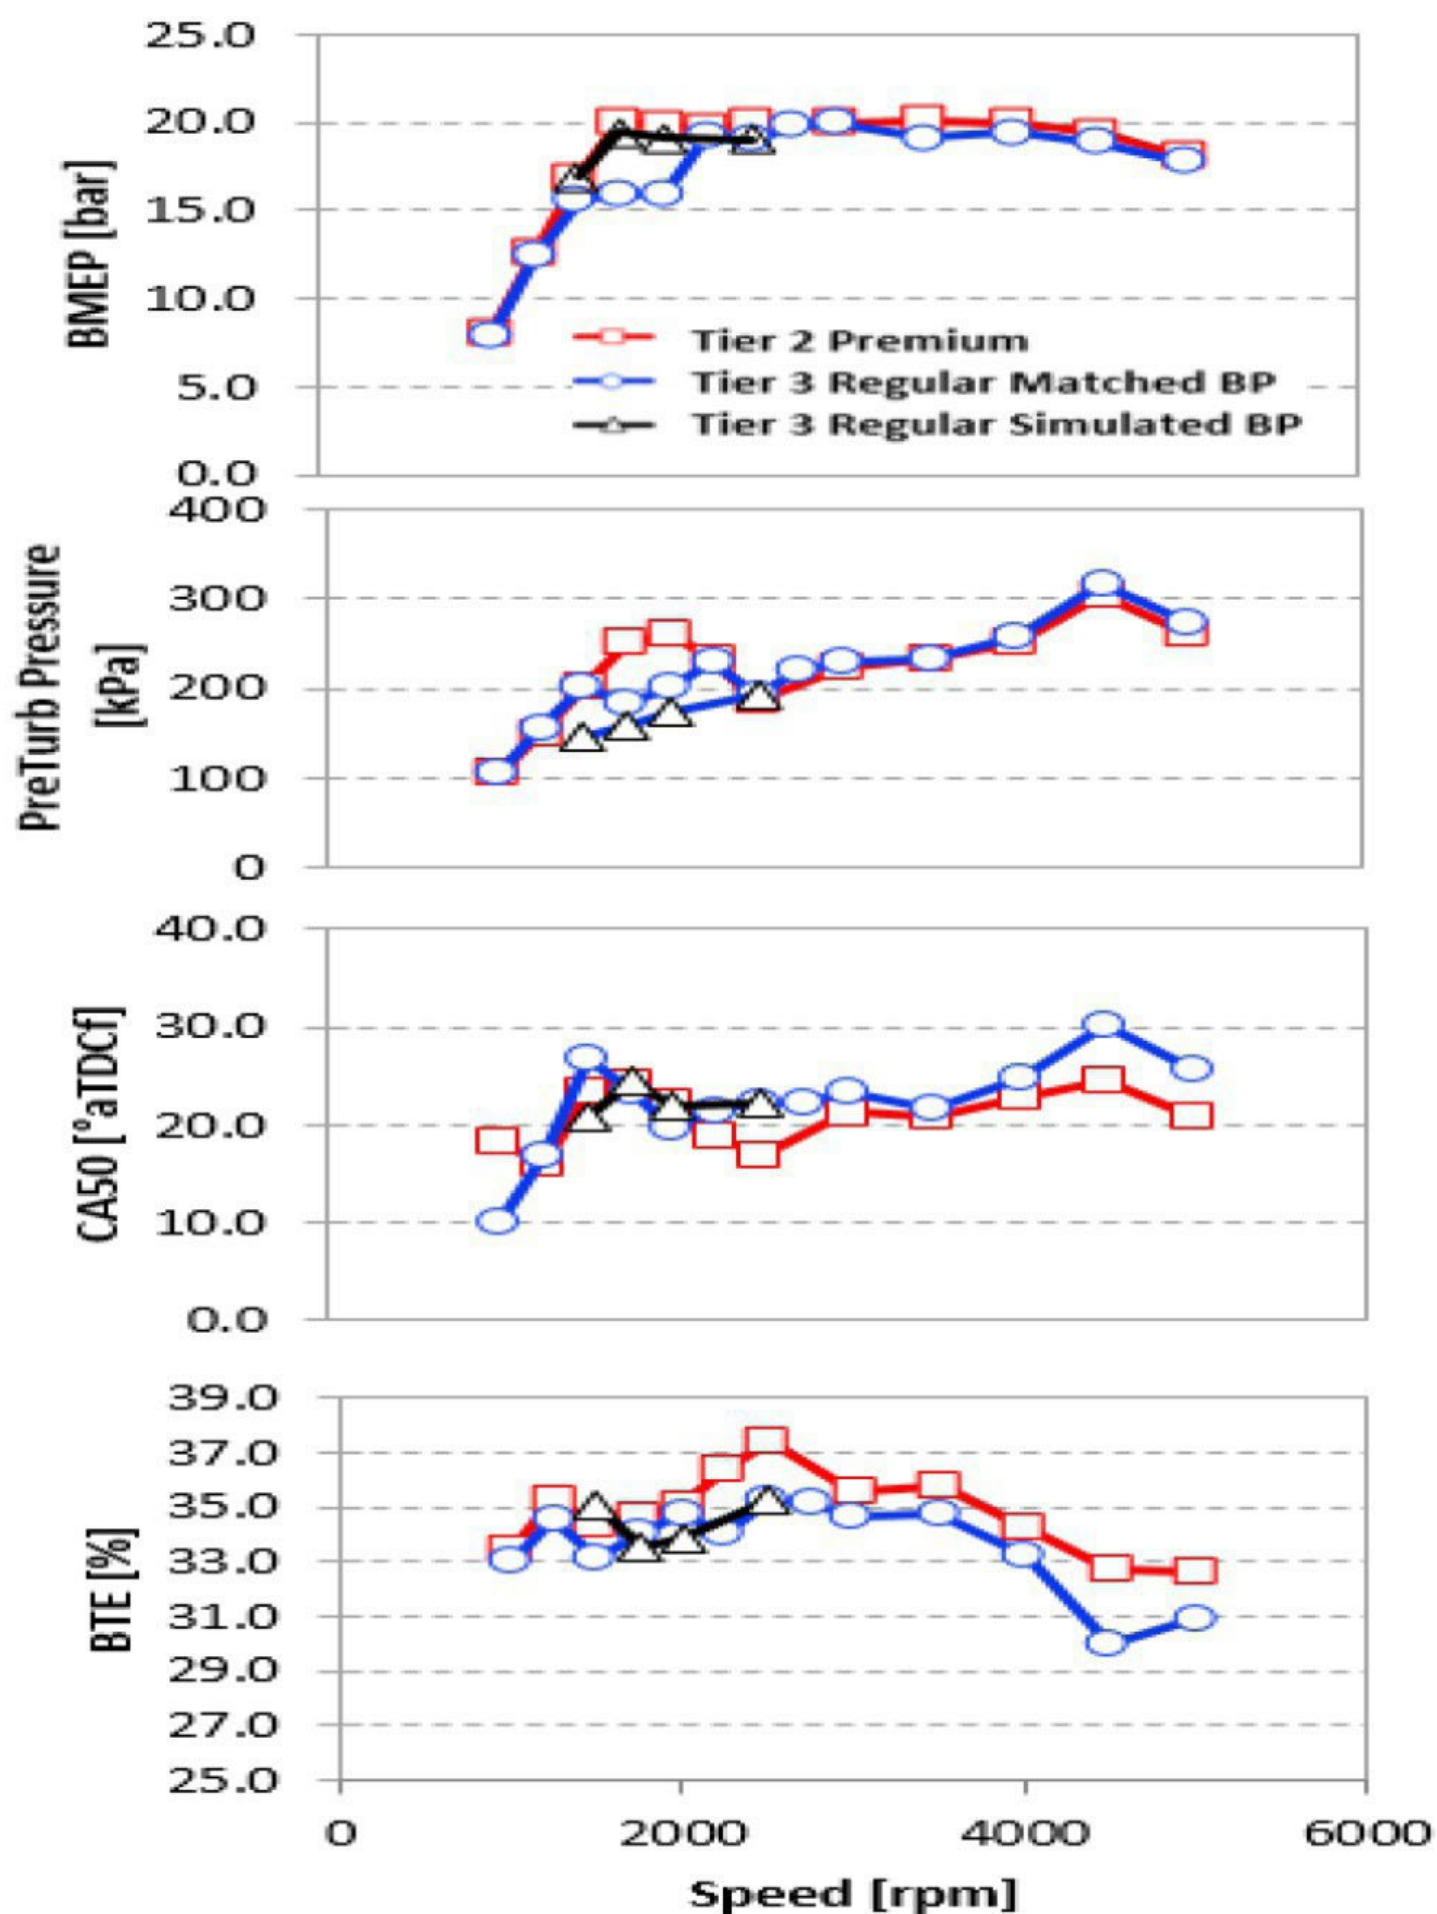 25.0
20.0
15.0
10.0
5.0
0.0
BMEP [bar]
Tier 2 Premium
Tier 3 Regular Matched BP
Tier 3 Regular Simulated BP
400
300
200
100
0
PreTurb Pressure
[kPa]
40.0
30.0
20.0
10.0
0.0
CA50 [°aTDCf]
39.0
37.0
35.0
33.0
31.0
29.0
27.0
25.0
BTE [%]
0 2000 4000 6000
Speed [rpm]